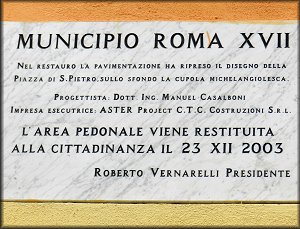 MUNICIPIO ROMA XVII
NEL RESTAURO LA PAVIMENTAZIONE HA RIPRESO IL DISEGNO DELLA
PIAZZA DI S.PIETRO, SULLO SFONDO LA CUPOLA MICHELANGIOLESCA.
PROGETTISTA: DOTT. ING. MANUEL CASALBONI
IMPRESA ESECUTRICE: ASTER PROJECT C.T.C. COSTRUZIONI S.R.L.
L'AREA PEDONALE VIENE RESTITUITA
ALLA CITTADINANZA IL 23 XII 2003
ROBERTO VERNARELLI PRESIDENTE